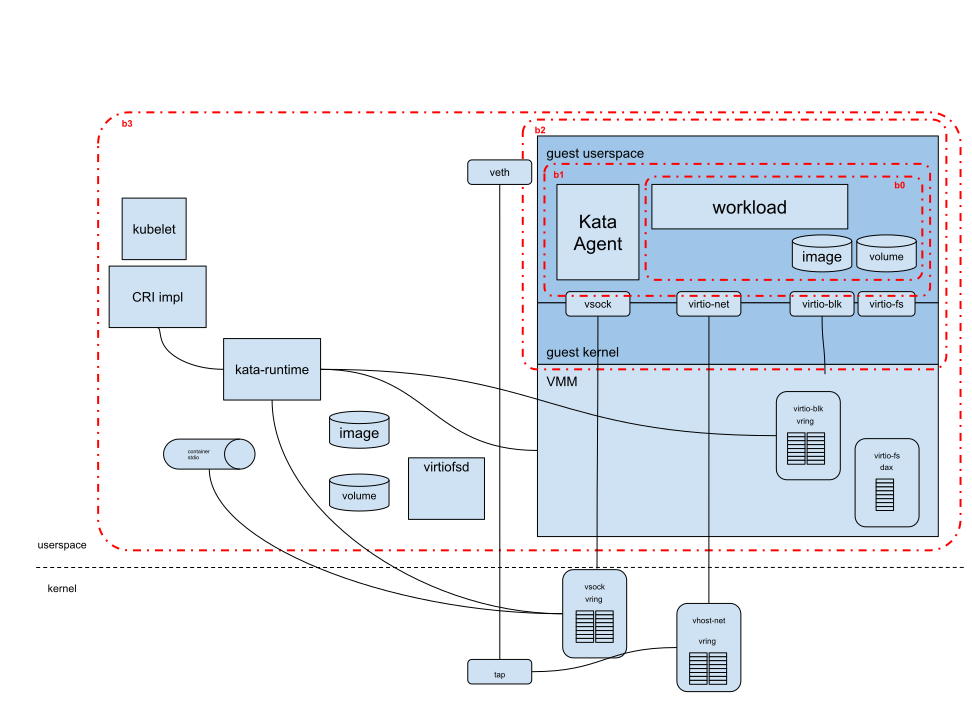 b3
b2
guest userspace
veth
b1
b0
kubelet
Kata
Agent
workload
image
volume
CRI impl
vsock
virtio-net
virtio-blk
virtio-fs
guest kernel
kata-runtime
VMM
virtio-blk
vring
image
container
stdio
virtiofsd
virtio-fs
dax
volume
userspace
kernel
vsock
vring
vhost-net
vring
tap